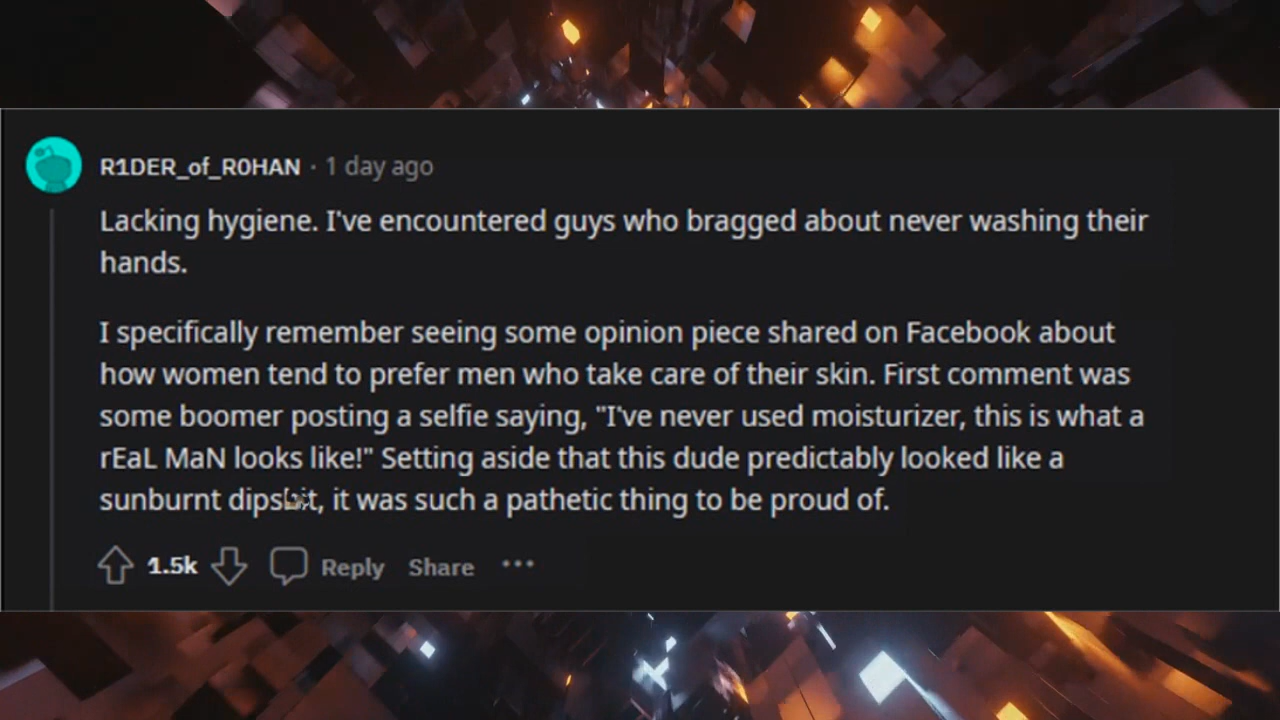 R1DER_of_R0HAN · 1 day ago
Lacking hygiene. I've encountered guys who bragged about never washing their
hands.
I specifically remember seeing some opinion piece shared on Facebook about
how women tend to prefer men who take care of their skin. First comment was
some boomer posting a selfie saying, "I've never used moisturizer, this is what a
rEaL MaN looks like!" Setting aside that this dude predictably looked like a
sunburnt dipshit, it was such a pathetic thing to be proud of.
1.5k Reply Share